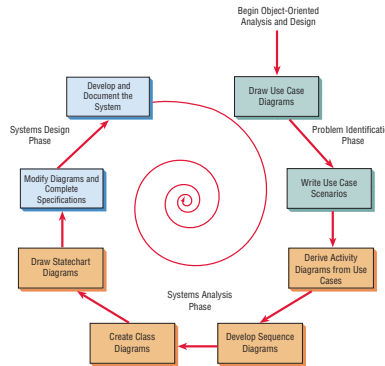 Begin Object-Oriented
Analysis and Design
Draw Use Case
Diagrams
Problem Identificati
Phase
Write Use Case
Scenarios
Derive Activity
Diagrams from Use
Cases
Develop Sequence
Diagrams
Systems Analysis
Phase
Create Class
Diagrams
Draw Statechart
Diagrams
Modify Diagrams and
Complete
Specifications
Systems Design
Phase
Develop and
Document the
System